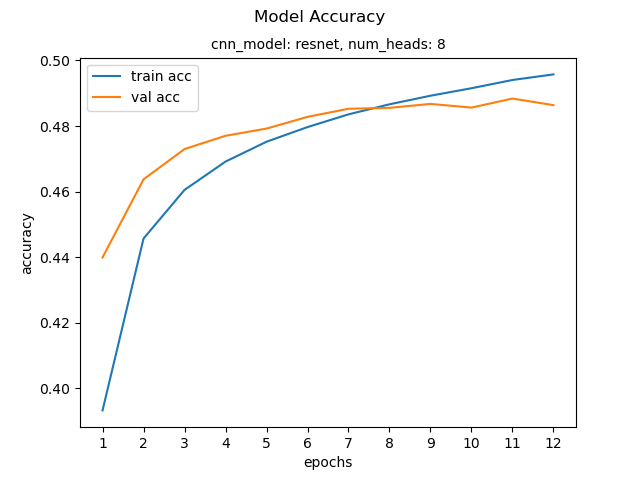 Model Accuracy
cnn_model: resnet, num_heads: 8
train acc
val acc
0.50
0.48
0.46
0.44
0.42
0.40
accuracy
1 2 3 4 5 6 7 8 9 10 11 12
epochs